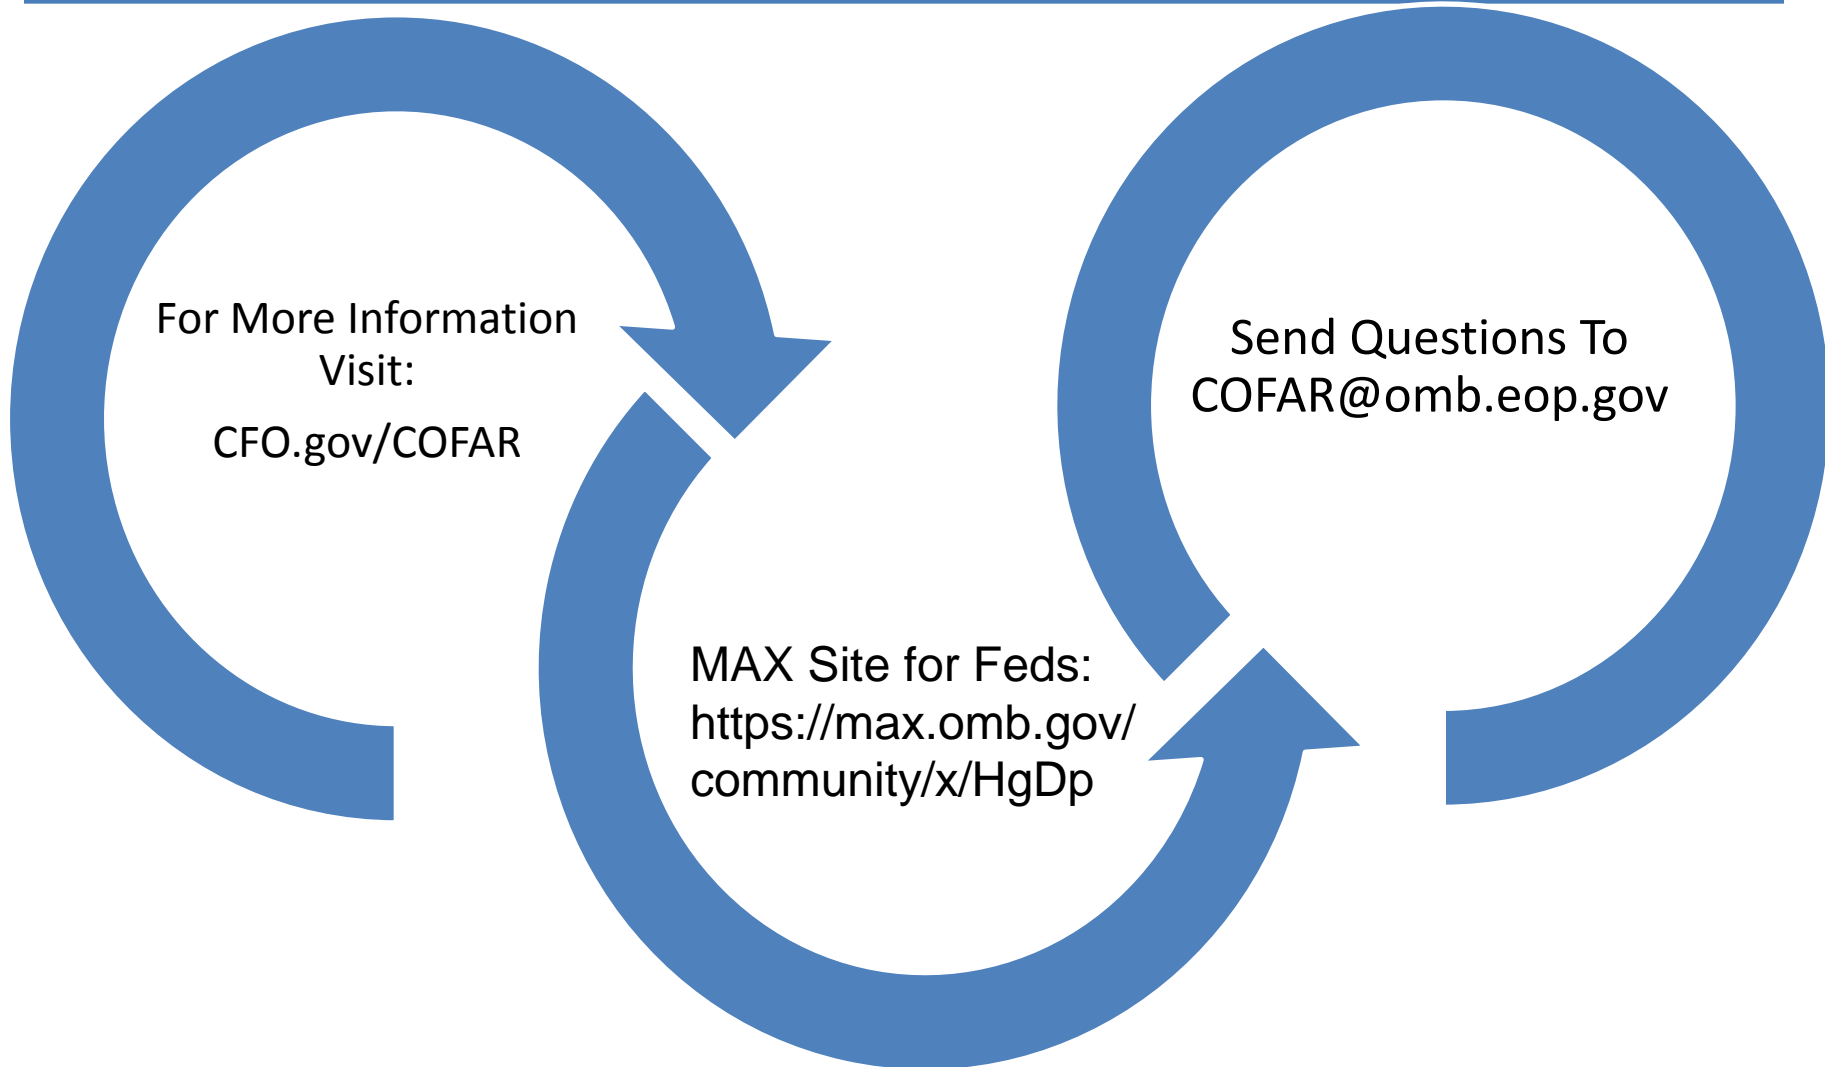 For More Information
Visit:
CFO.gov/COFAR
MAX Site for Feds:
https://max.omb.gov/
community/x/HgDp
Send Questions To
COFAR@omb.eop.gov